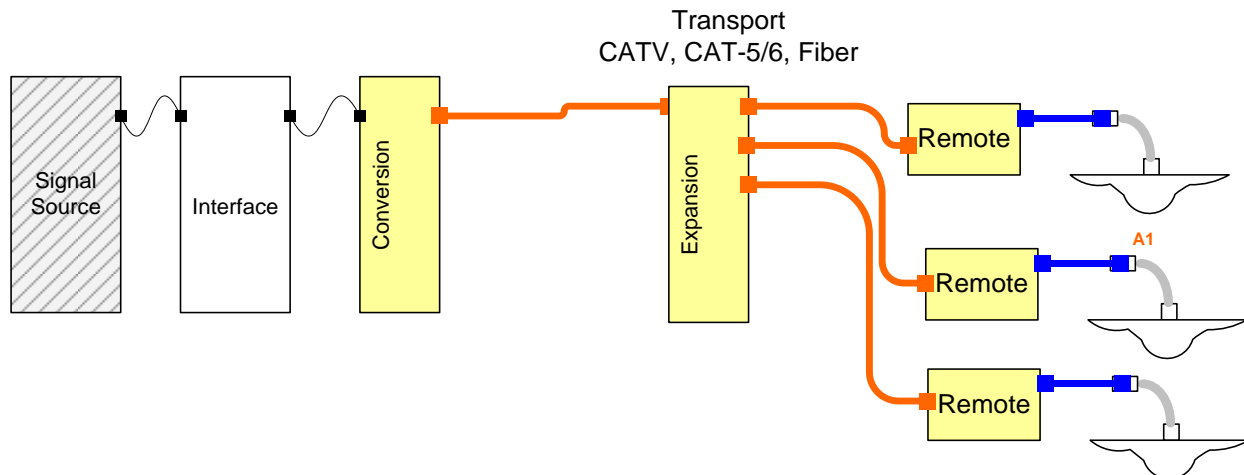 Transport
CATV, CAT-5/6, Fiber
Signal
Source
Interface
Conversion
Expansion
Remote
A1
Remote
Remote